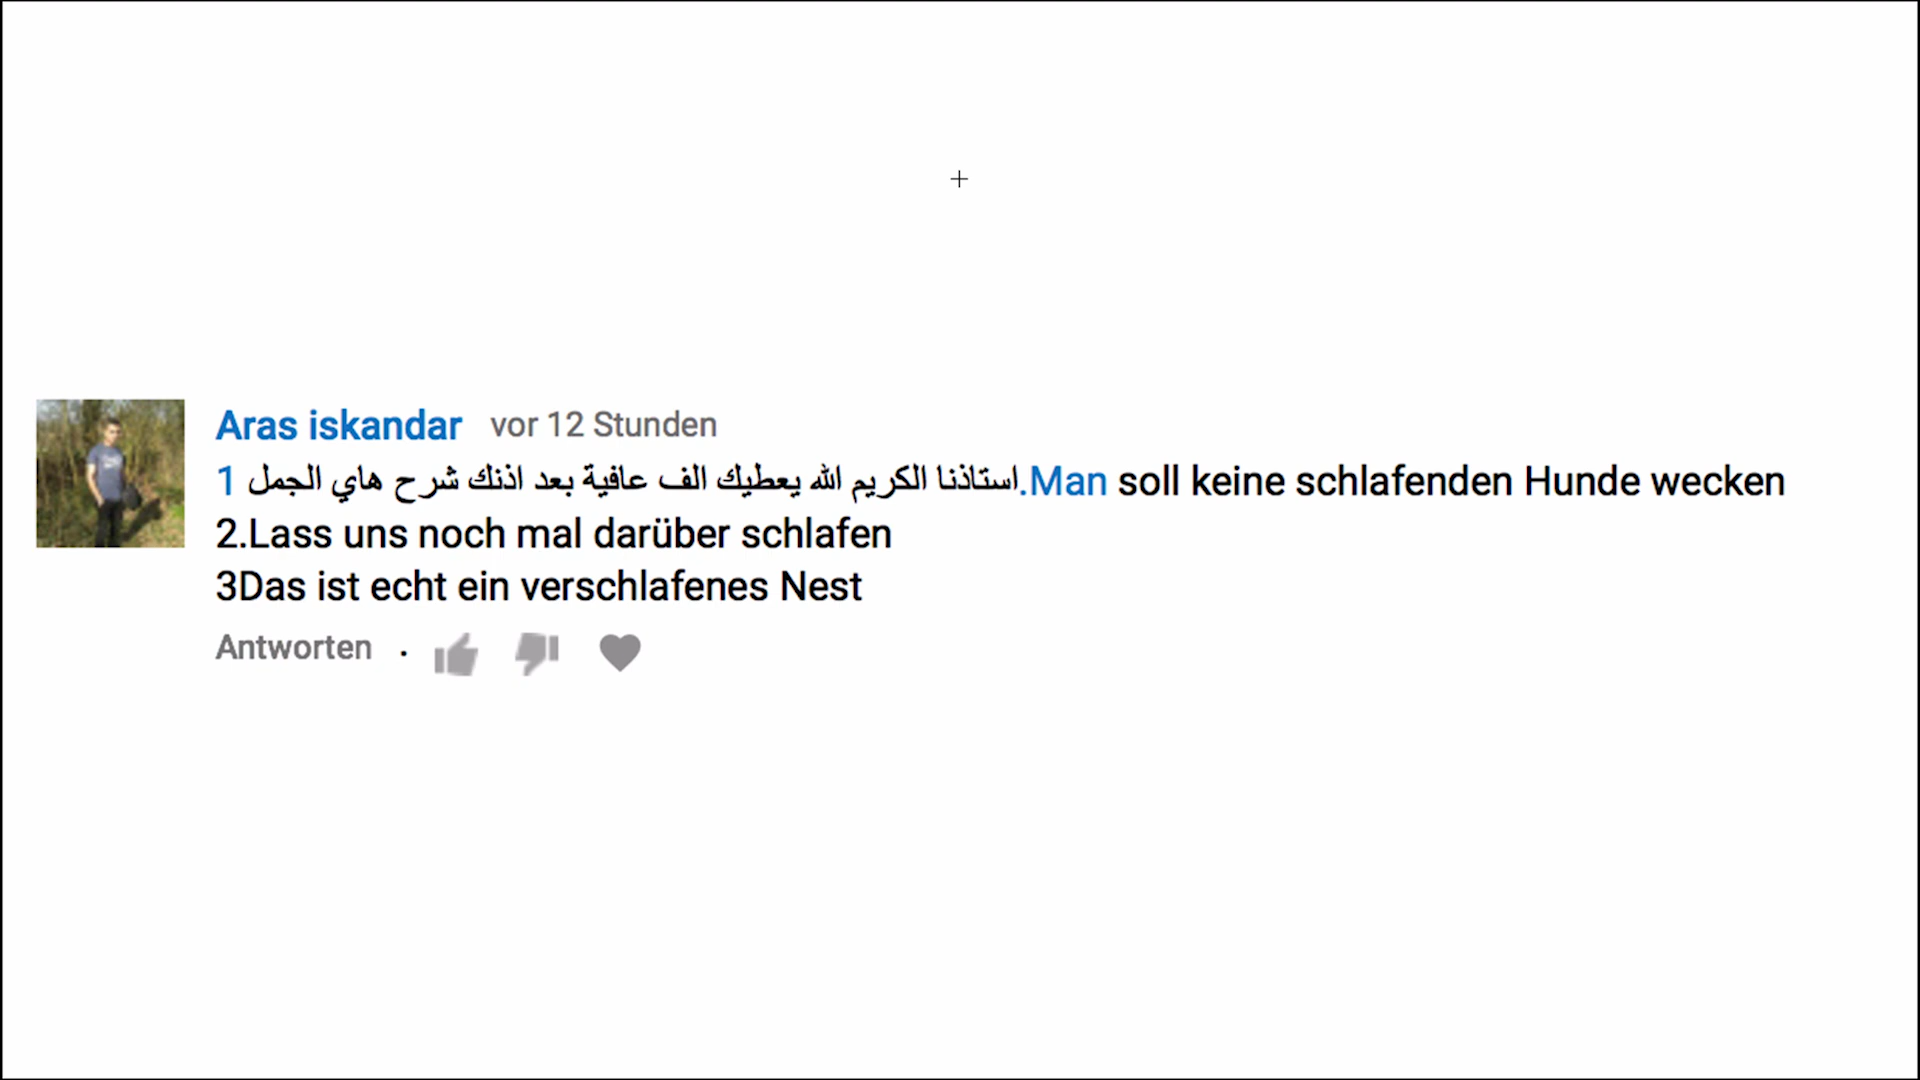 Aras iskandar vor 12 Stunden
استاذنا الكريم الله يعطيك الف عافية بعد اذنك شرح هاي الجمل 1.Man soll keine schlafenden Hunde wecken
2.Lass uns noch mal darüber schlafen
3Das ist echt ein verschlafenes Nest
Antworten ·